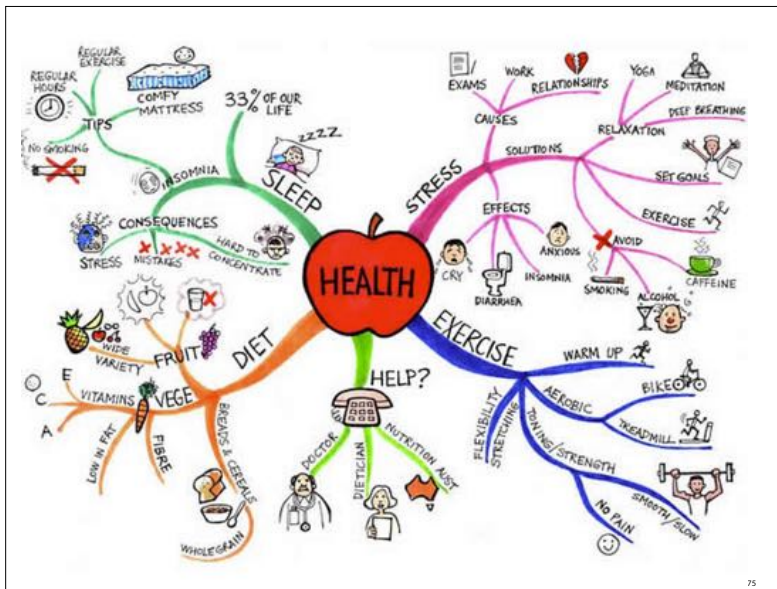 HEALTH
SLEEP
33% OF OUR
LIFE
ZZZZ
INSOMNIA
TIPS
REGULAR
EXERCISE
REGULAR
HOURS
COMFY
MATTRESS
NO SMOKING
CONSEQUENCES
STRESS
MISTAKES
HARD TO
CONCENTRATE
STRESS
CAUSES
EXAMS
WORK
RELATIONSHIPS
SOLUTIONS
RELAXATION
YOGA
MEDITATION
DEEP BREATHING
SET GOALS
EXERCISE
AVOID
SMOKING
ALCOHOL
CAFFEINE
EFFECTS
CRY
DIARRHEA
INSOMNIA
ANXIOUS
EXERCISE
WARM UP
AEROBIC
BIKE
TREADMILL
TONING/STRENGTH
SMOOTH/SLOW
NO PAIN
FLEXIBILITY
STRETCHING
HELP?
DOCTOR
DIETICIAN
NUTRITION AUST
DIET
FRUIT
WIDE
VARIETY
VEGE
VITAMINS
E
C
A
LOW IN FAT
FIBRE
BREADS & CEREALS
WHOLEGRAIN
75